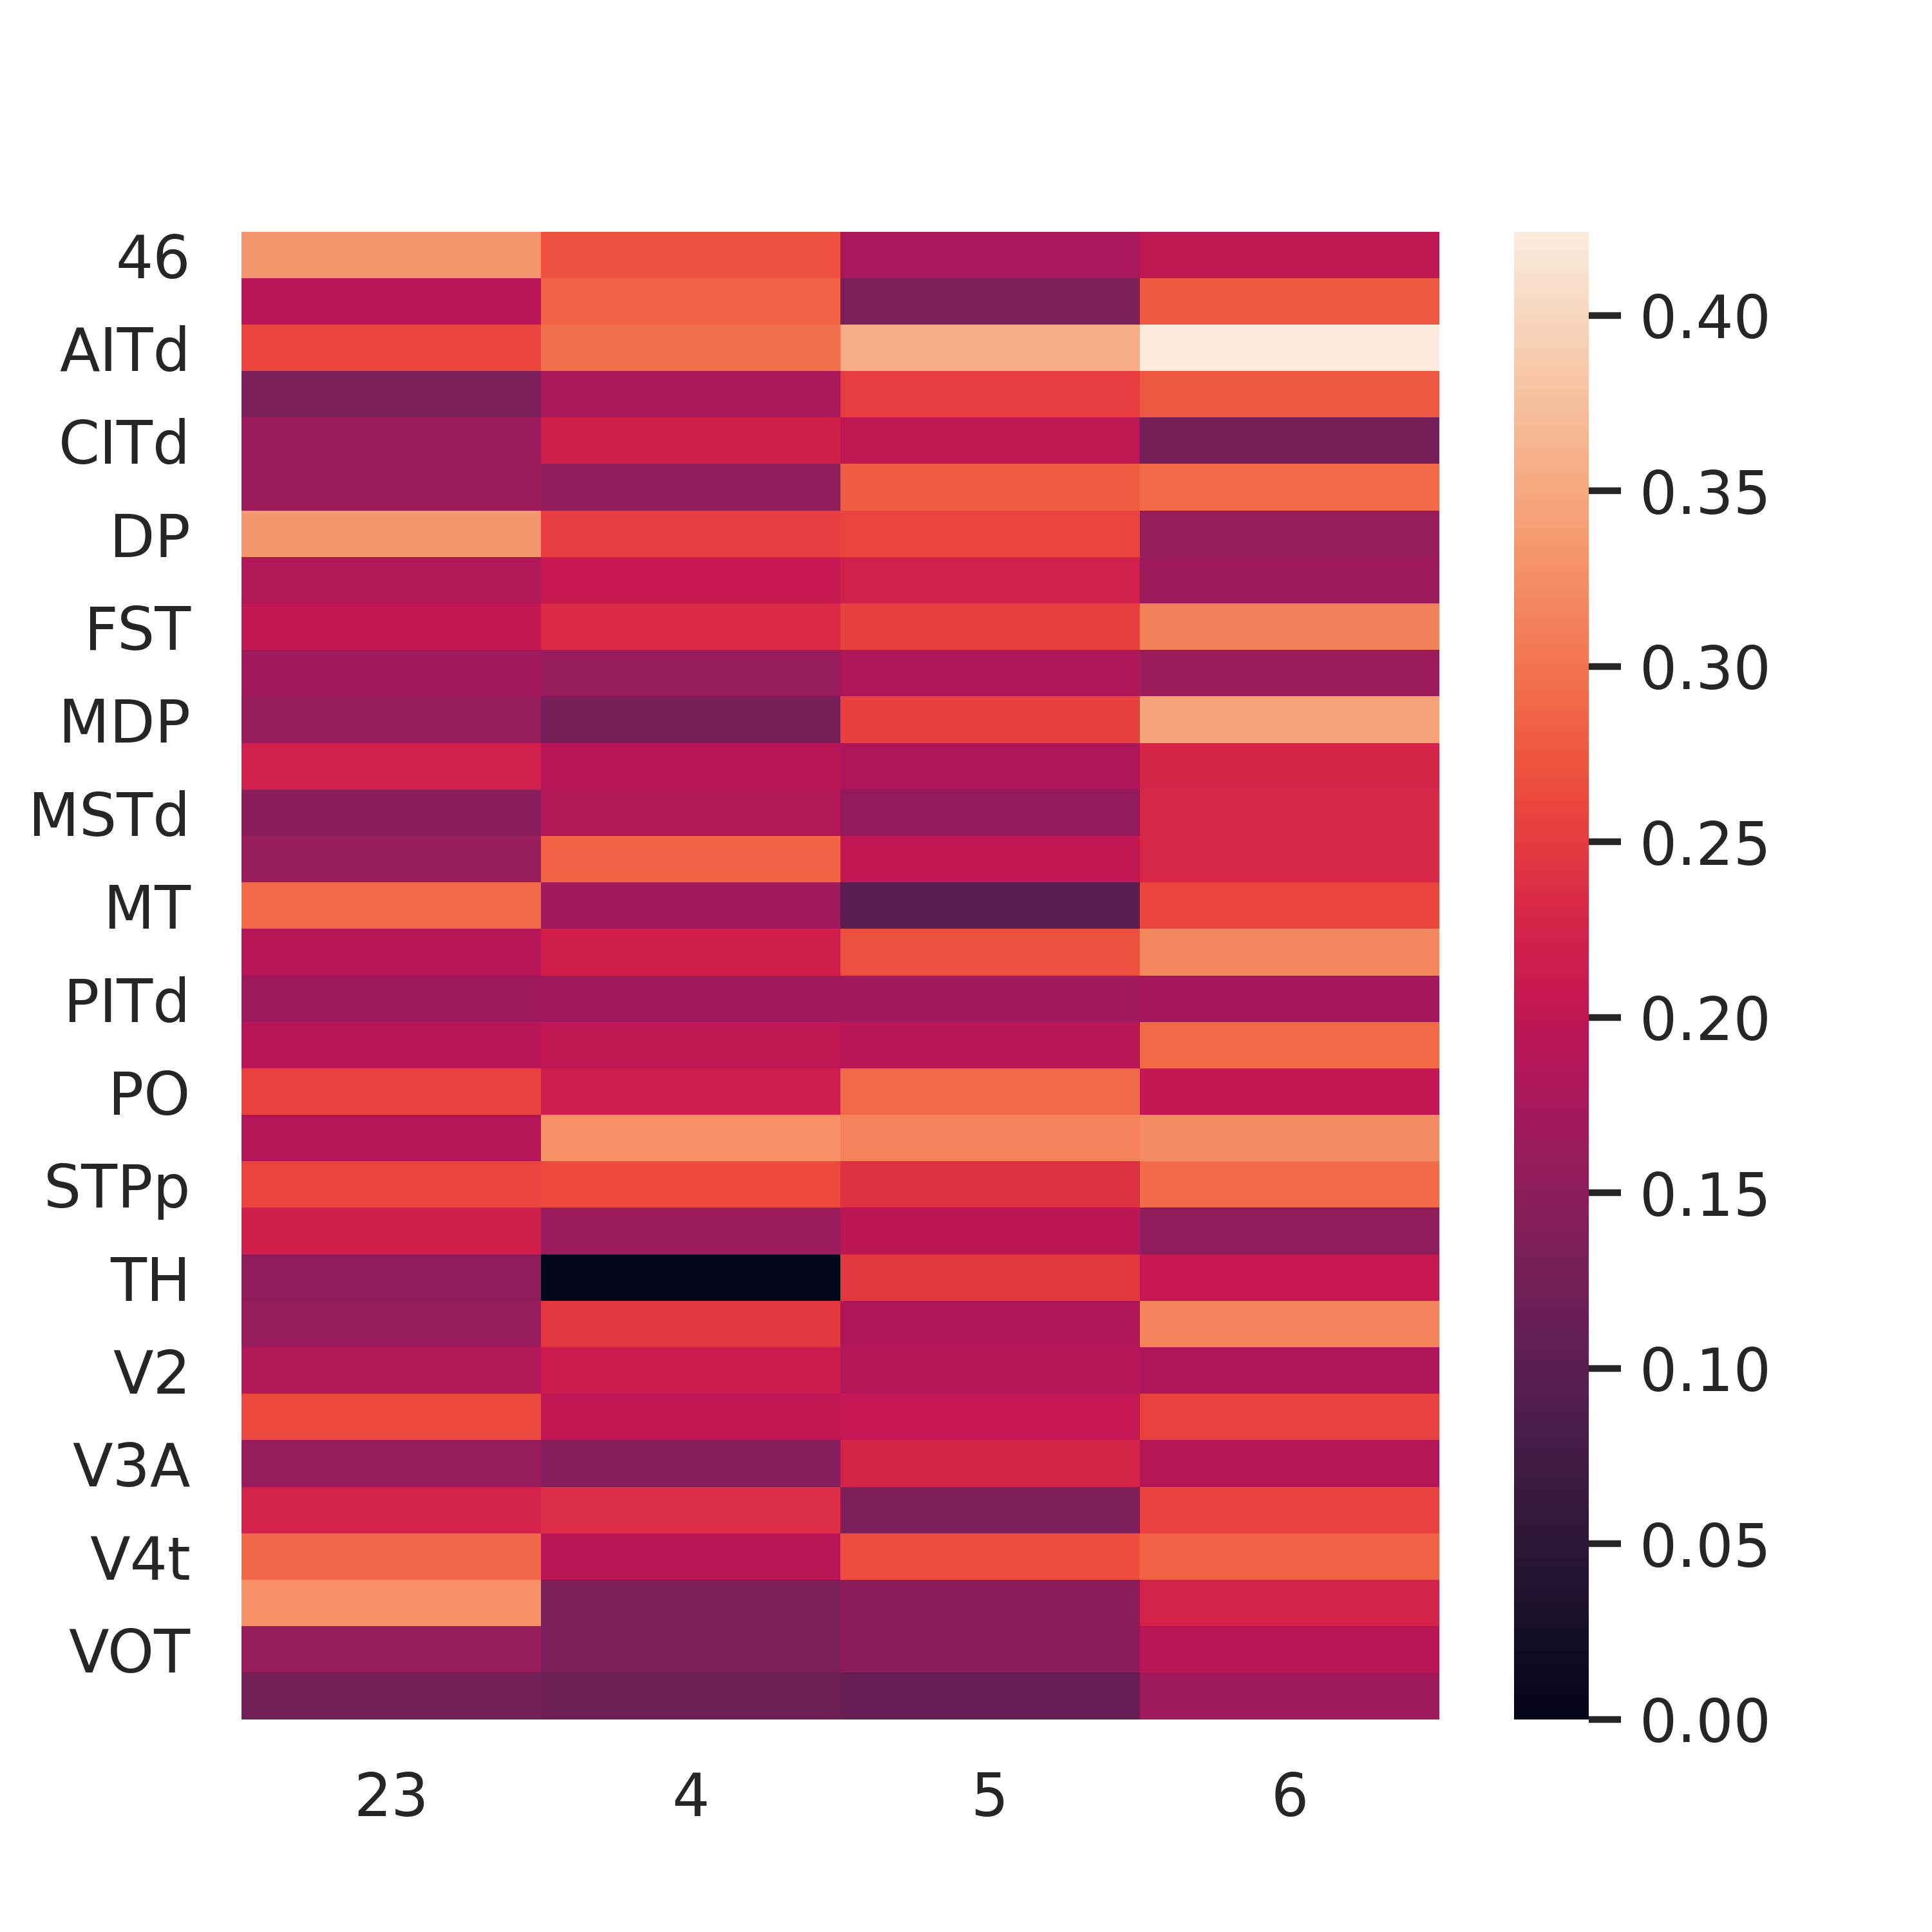 46
AITd
CITd
DP
FST
MDP
MSTd
MT
PITd
PO
STPp
TH
V2
V3A
V4t
VOT
23 4 5 6
0.40
0.35
0.30
0.25
0.20
0.15
0.10
0.05
0.00